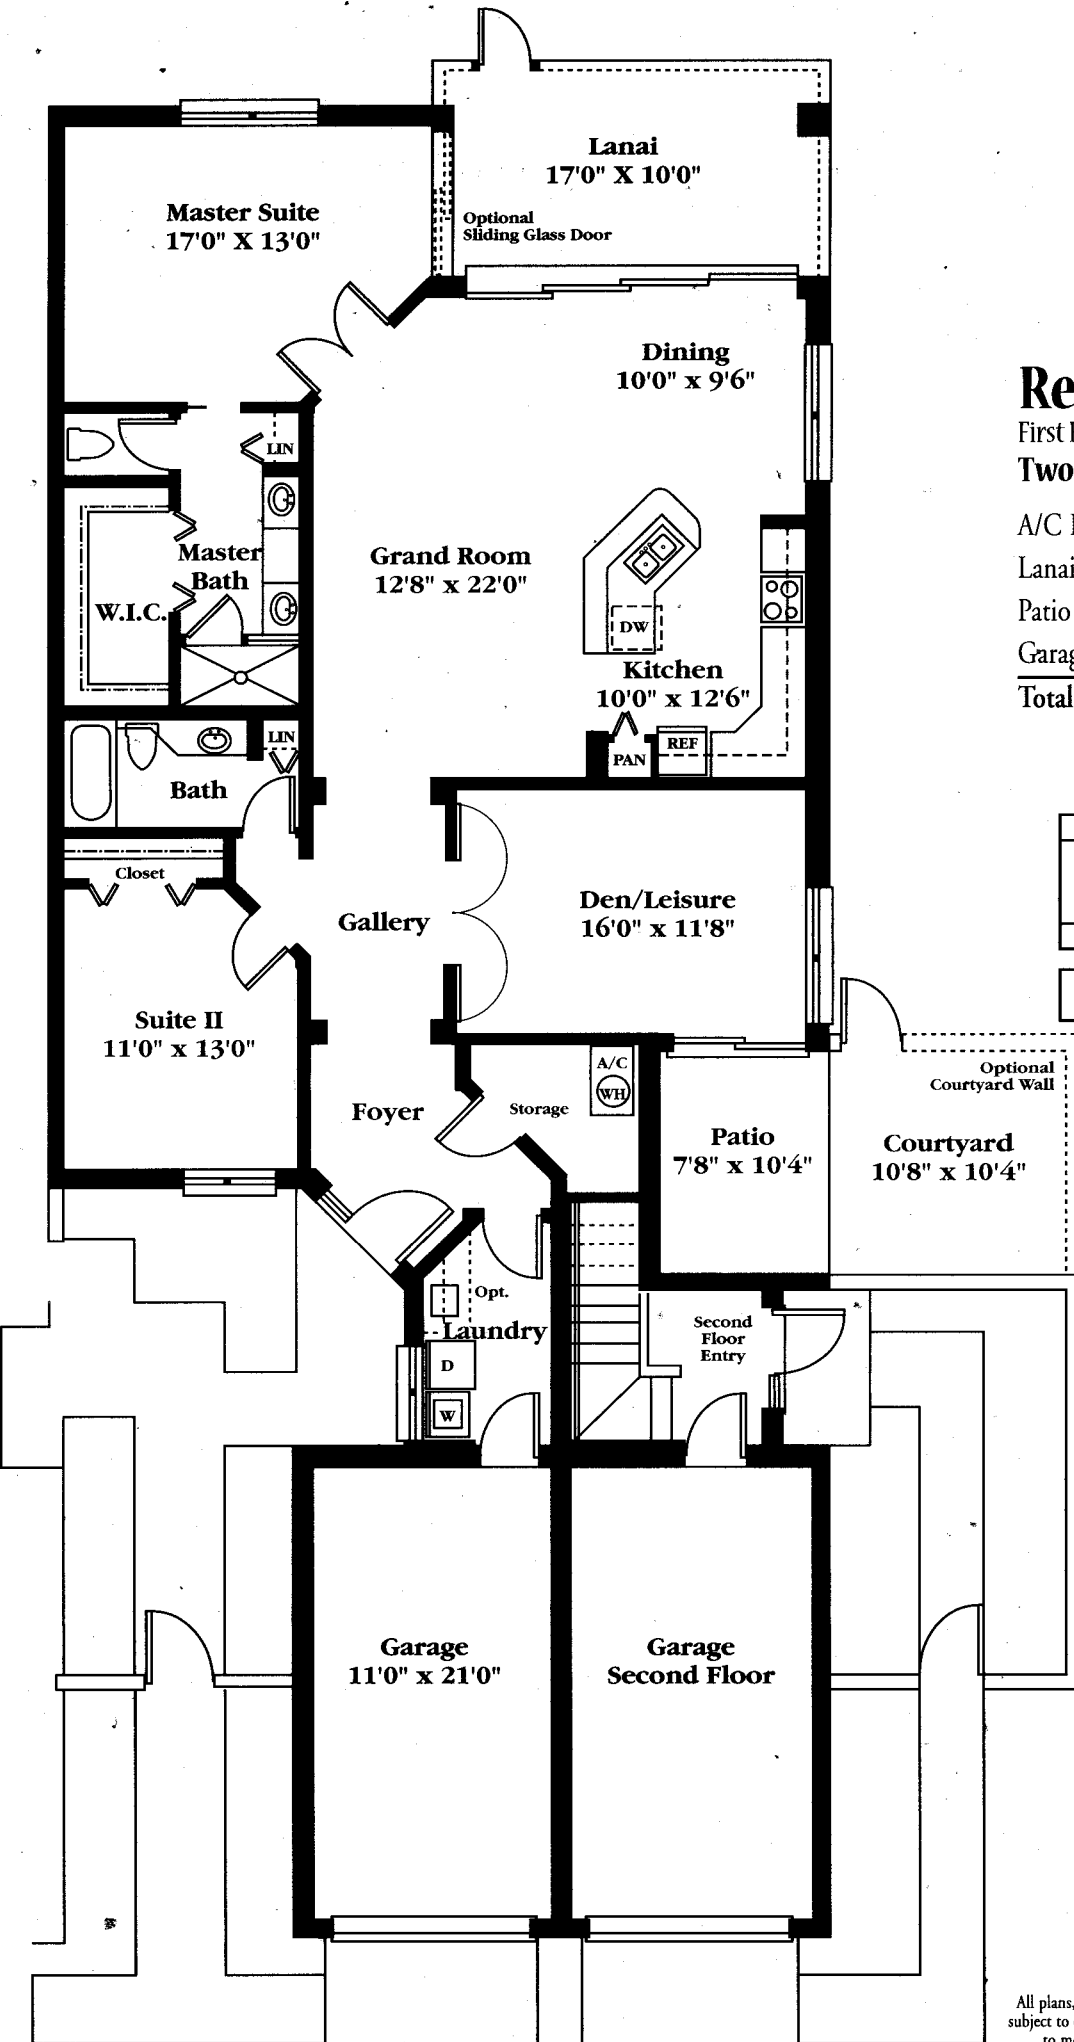 Lanai
17'0" X 10'0"
Optional
Sliding Glass Door
Master Suite
17'0" X 13'0"
Dining
10'0" x 9'6"
Re
First
Two
A/C
Lanai
Patio
Garag
Total
LIN
Master
Bath
W.I.C.
Grand Room
12'8" x 22'0"
DW
Kitchen
10'0" x 12'6"
PAN
REF
LIN
Bath
Closet
Gallery
Den/Leisure
16'0" x 11'8"
Suite II
11'0" x 13'0"
Foyer
Storage
A/C
WH
Optional
Courtyard Wall
Patio
7'8" x 10'4"
Courtyard
10'8" x 10'4"
Opt.
Laundry
D
W
Second
Floor
Entry
Garage
11'0" x 21'0"
Garage
Second Floor
All plans,
subject to
to m